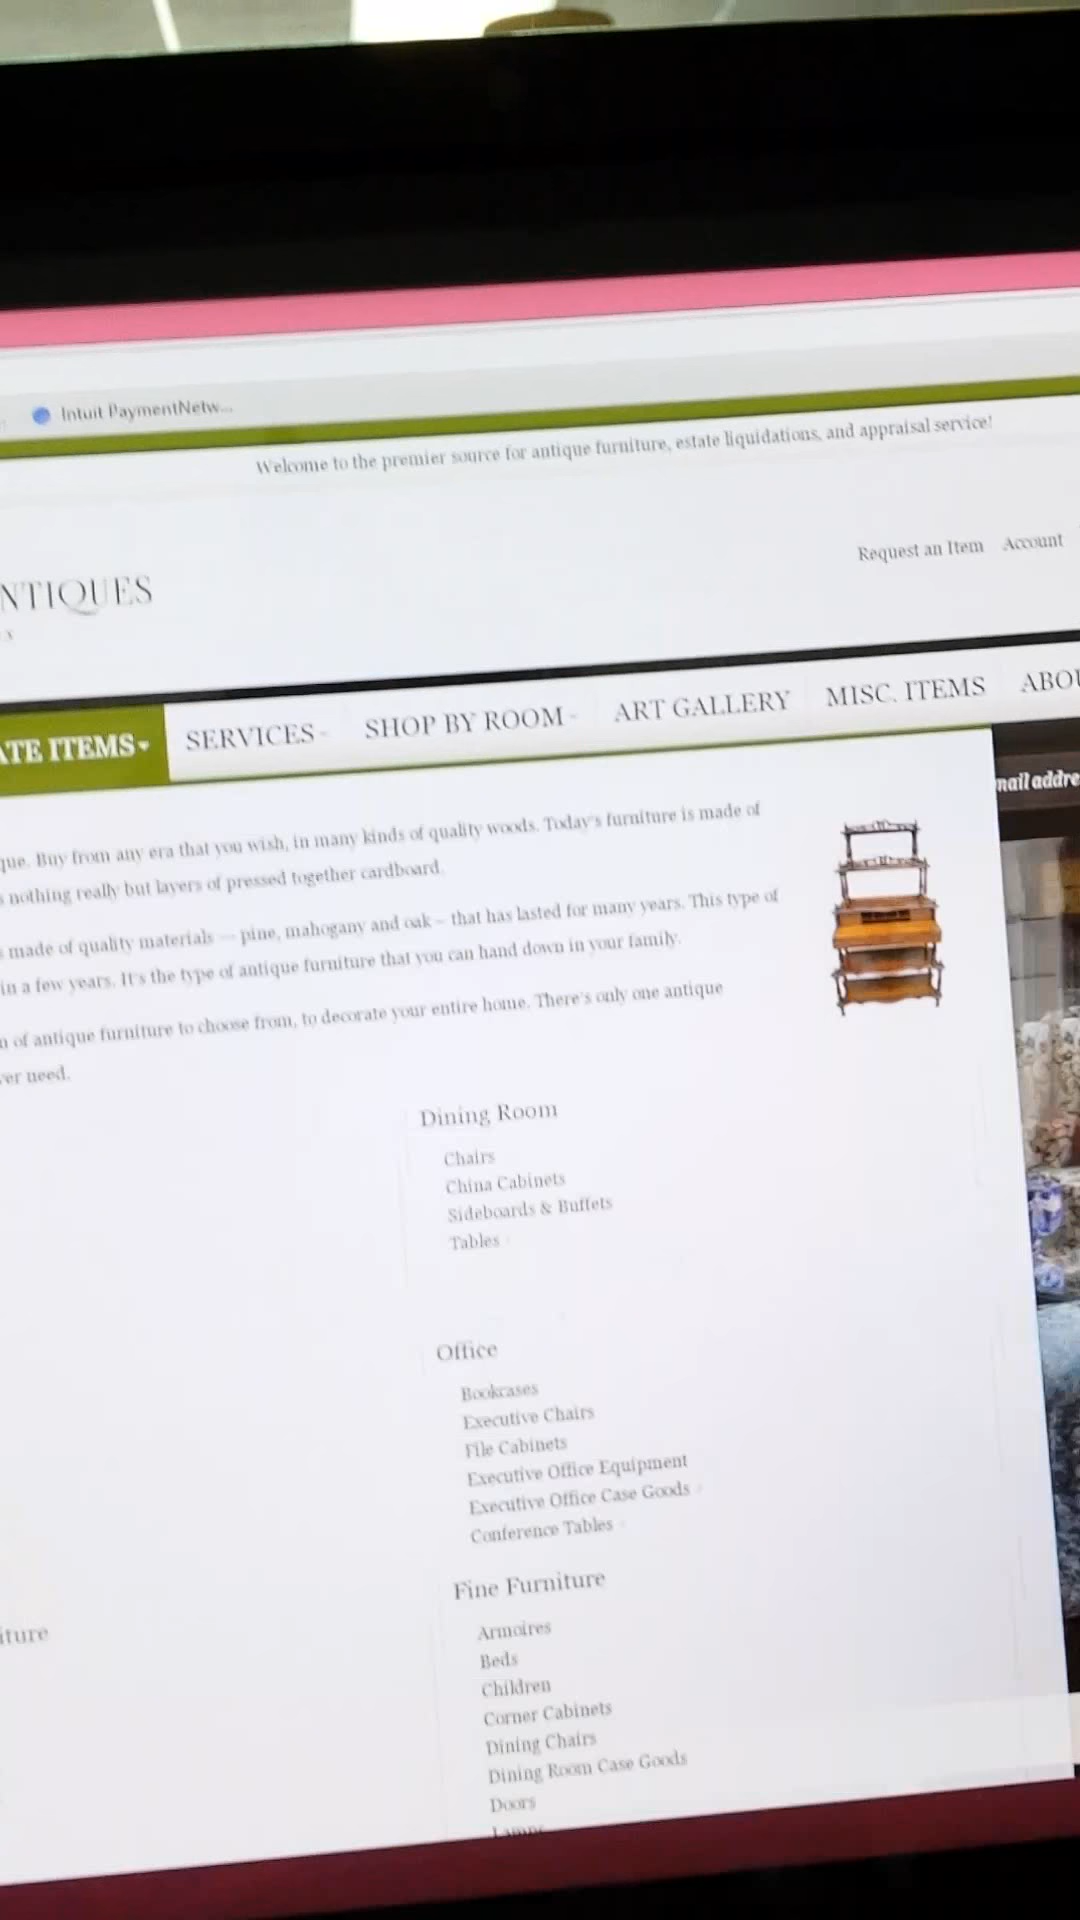 Intuit PaymentNetw...
Welcome to the premier source for antique furniture, estate liquidations, and appraisal service!
Request an Item Account
NTIQUES
ATE ITEMS SERVICES SHOP BY ROOM ART GALLERY MISC. ITEMS ABOU
nail addre
que. Buy from any era that you wish, in many kinds of quality woods. Today's furniture is made of
s nothing really but layers of pressed together cardboard.
s made of quality materials — pine, mahogany and oak – that has lasted for many years. This type of
in a few years. It's the type of antique furniture that you can hand down in your family.
n of antique furniture to choose from, to decorate your entire home. There's only one antique
ver need.
Dining Room
Chairs
China Cabinets
Sideboards & Buffets
Tables
Office
Bookcases
Executive Chairs
File Cabinets
Executive Office Equipment
Executive Office Case Goods
Conference Tables
iture
Fine Furniture
Armoires
Beds
Children
Corner Cabinets
Dining Chairs
Dining Room Case Goods
Doors
Lamps